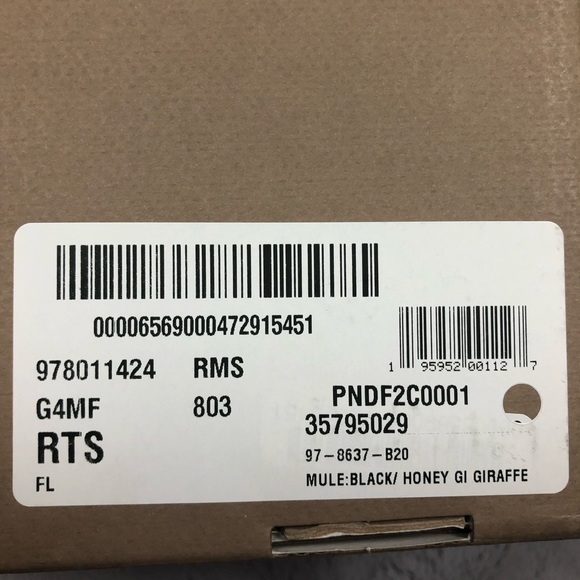 00006569000472915451
978011424 RMS
G4MF 803
RTS
FL
1 95952 00112 7
PNDF2C0001
35795029
97-8637-B20
MULE:BLACK/ HONEY GI GIRAFFE